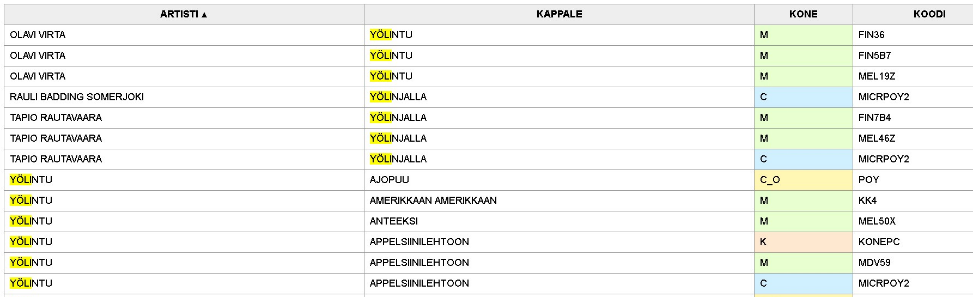 ARTISTI ▲ KAPPALE KONE KOODI
OLAVI VIRTA YÖLINTU M FIN36
OLAVI VIRTA YÖLINTU M FIN5B7
OLAVI VIRTA YÖLINTU M MEL19Z
RAULI BADDING SOMERJOKI YÖLINJALLA C MICRPOY2
TAPIO RAUTAVAARA YÖLINJALLA M FIN7B4
TAPIO RAUTAVAARA YÖLINJALLA M MEL46Z
TAPIO RAUTAVAARA YÖLINJALLA C MICRPOY2
YÖLINTU AJOPUU C_O POY
YÖLINTU AMERIKKAAN AMERIKKAAN M KK4
YÖLINTU ANTEEKSI M MEL50X
YÖLINTU APPELSIINILEHTOON K KONEPC
YÖLINTU APPELSIINILEHTOON M MDV59
YÖLINTU APPELSIINILEHTOON C MICRPOY2